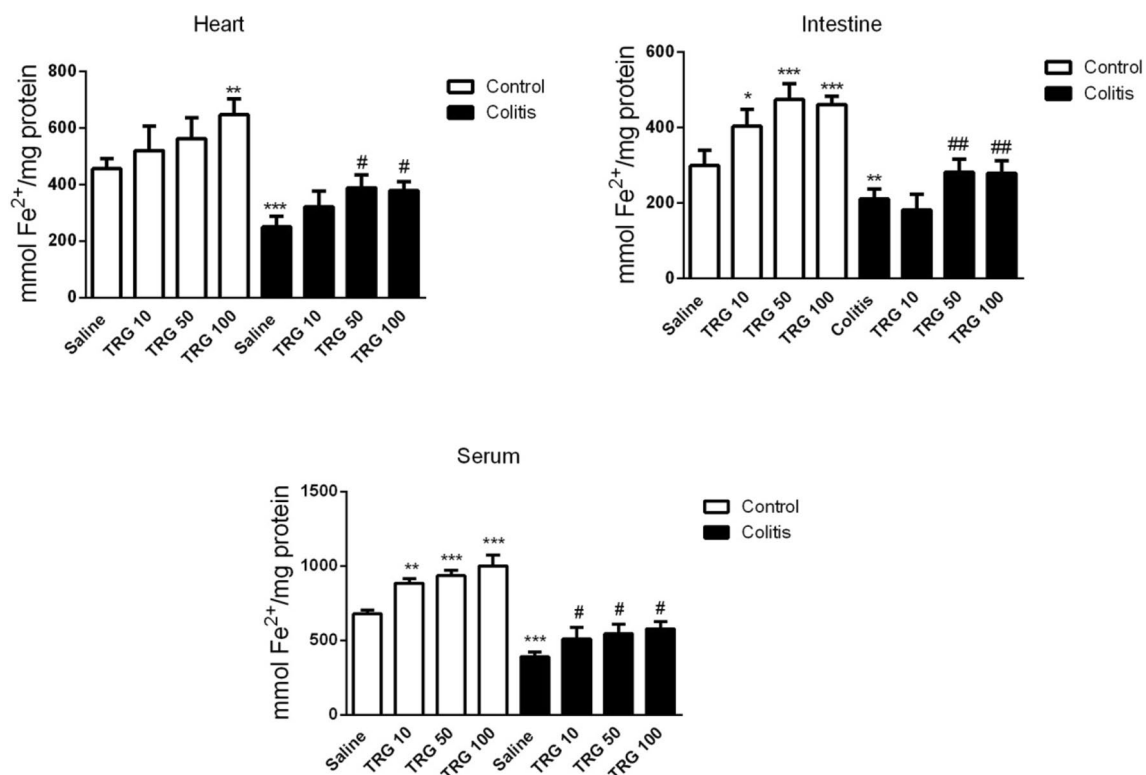 Heart
mmol Fe²⁺/mg protein
800
600
400
200
0
**
***
#
#
Control
Colitis
Saline
TRG 10
TRG 50
TRG 100
Saline
TRG 10
TRG 50
TRG 100
Intestine
mmol Fe²⁺/mg protein
600
400
200
0
*
***
***
**
##
##
Control
Colitis
Saline
TRG 10
TRG 50
TRG 100
Colitis
TRG 10
TRG 50
TRG 100
Serum
mmol Fe²⁺/mg protein
1500
1000
500
0
**
***
***
***
#
#
#
Control
Colitis
Saline
TRG 10
TRG 50
TRG 100
Saline
TRG 10
TRG 50
TRG 100